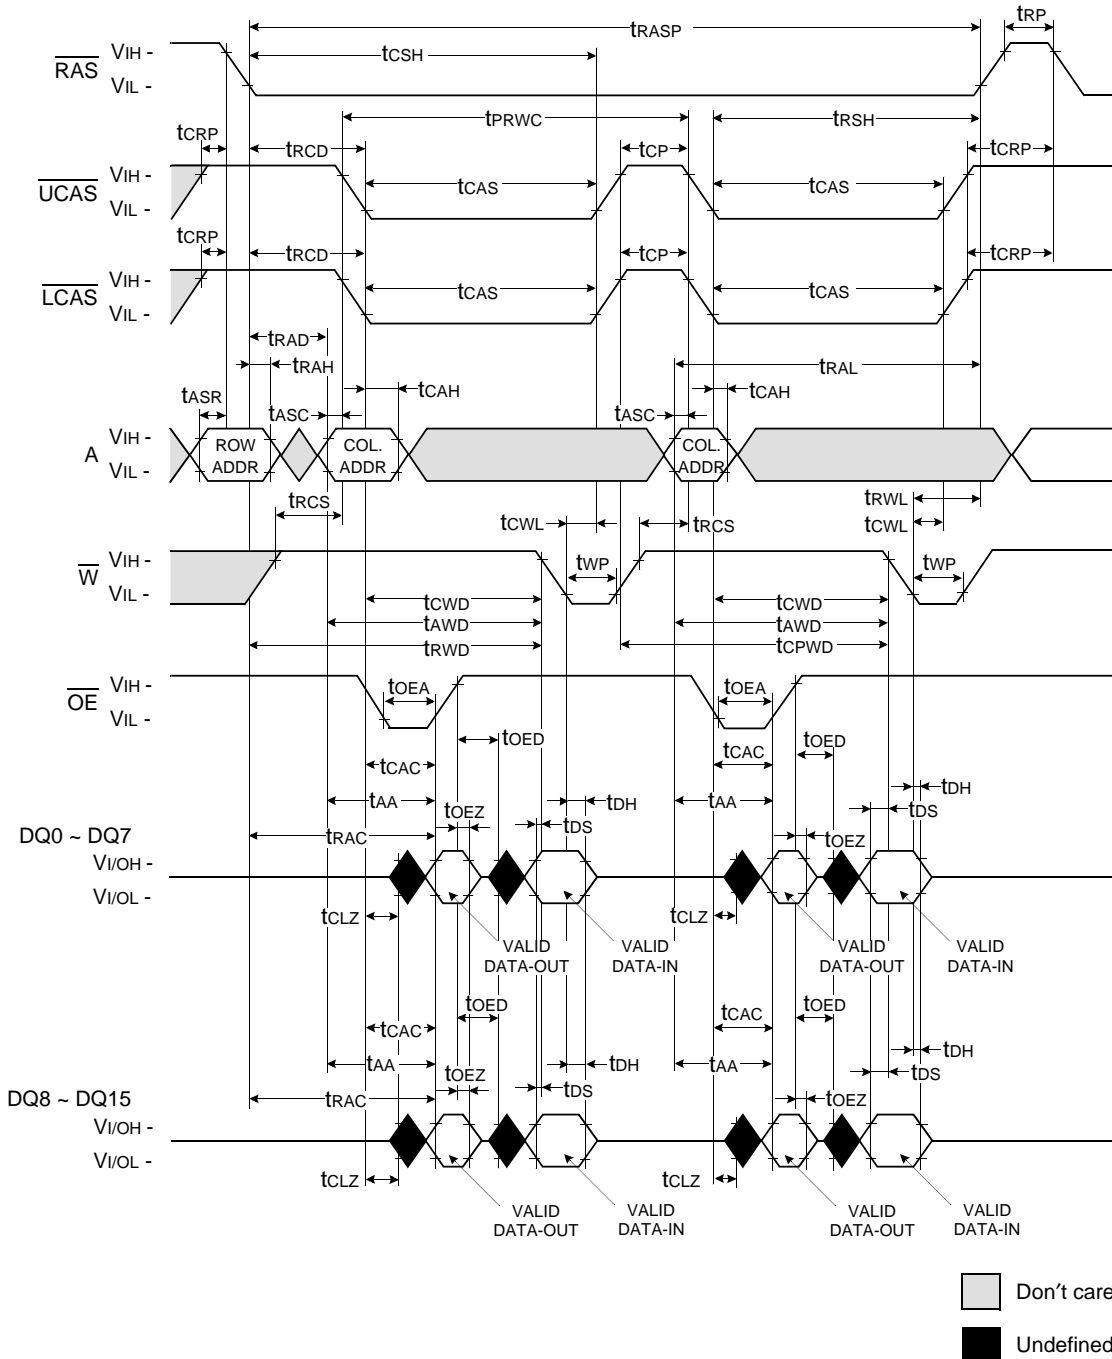 tRP
tRASP
RAS
VIH -
tCSH
VIL -
tPRWC
tRSH
tCRP
tRCD
tCP
tCRP
UCAS
VIH -
tCAS
tCAS
VIL -
tCRP
tRCD
tCP
tCRP
LCAS
VIH -
tCAS
tCAS
VIL -
tRAD
tRAH
tRAL
tASR
tASC
tCAH
tASC
tCAH
A
VIH -
VIL -
ROW
ADDR
COL.
ADDR
COL.
ADDR
tRCS
tCWL
tRCS
tRWL
tCWL
W
VIH -
VIL -
tWP
tWP
tCWD
tCWD
tAWD
tAWD
tRWD
tCPWD
OE
VIH -
VIL -
tOEA
tOEA
tOED
tOED
tCAC
tCAC
tAA
tOEZ
tDH
tAA
tDH
tDS
tDS
DQ0 ~ DQ7
tRAC
tOEZ
VI/OH -
VI/OL -
tCLZ
tCLZ
VALID
DATA-OUT
VALID
DATA-IN
VALID
DATA-OUT
VALID
DATA-IN
tOED
tOED
tCAC
tCAC
tAA
tOEZ
tDH
tAA
tDH
tDS
tDS
DQ8 ~ DQ15
tRAC
tOEZ
VI/OH -
VI/OL -
tCLZ
tCLZ
VALID
DATA-OUT
VALID
DATA-IN
VALID
DATA-OUT
VALID
DATA-IN
Don′t care
Undefined